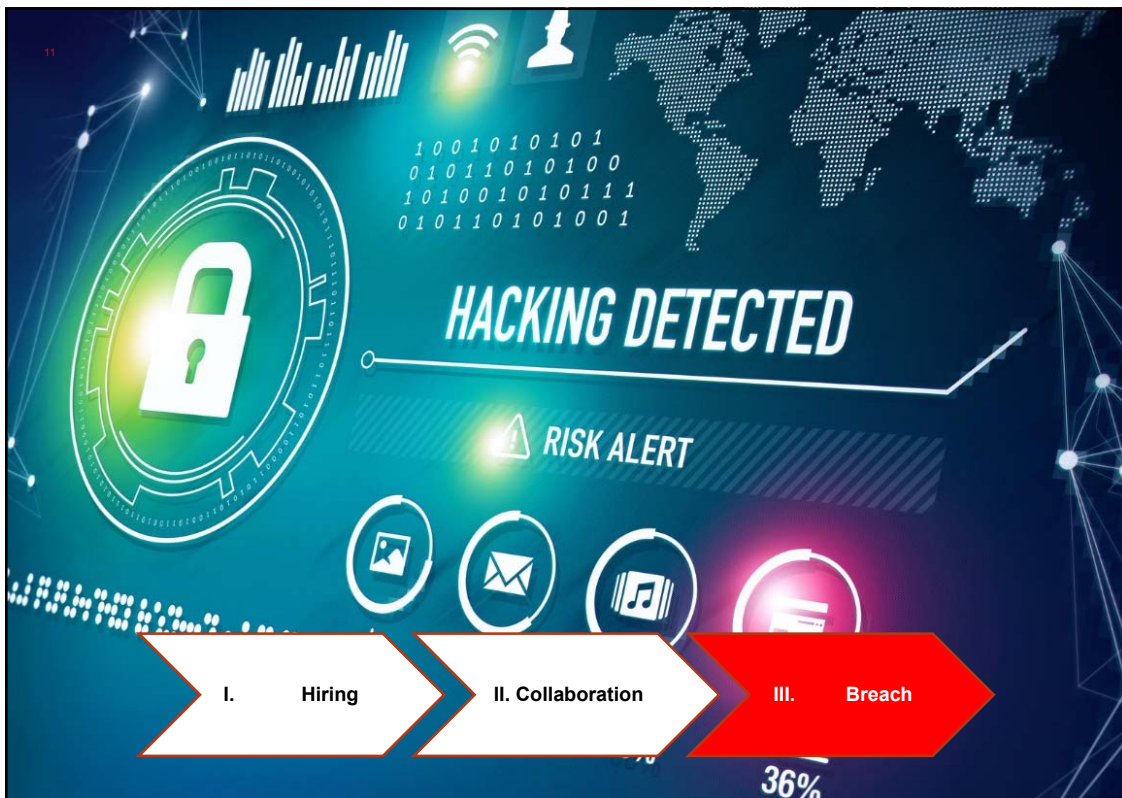 11
1 0 0 1 0 1 0 1 0 1
0 1 0 1 1 0 1 0 1 0 0
1 0 1 0 0 1 0 1 0 1 1 1
0 1 0 1 1 0 1 0 1 0 0 1
HACKING DETECTED
RISK ALERT
I. Hiring
II. Collaboration
III. Breach
36%